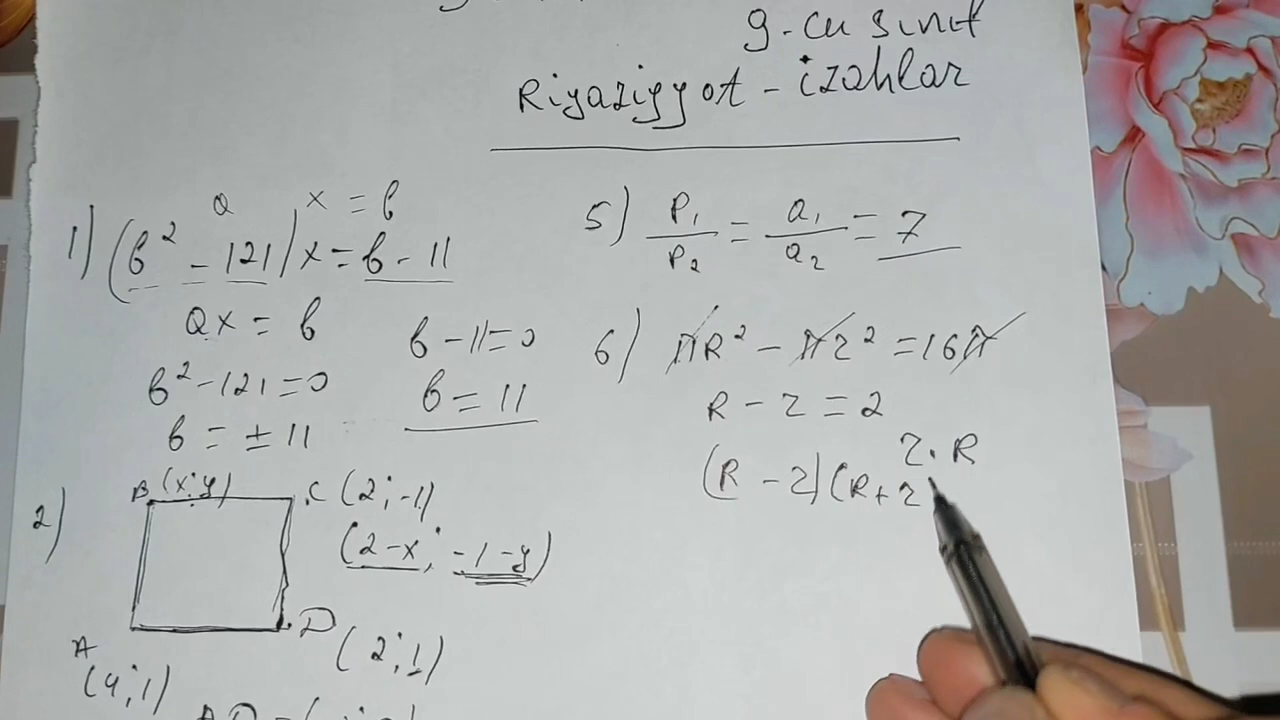 9-cu sinif
Riyaziyyat - izahlar
1) (b² - 121)x = b - 11
a x = b
ax = b
b² - 121 = 0
b = ± 11
b - 11 = 0
b = 11
2)
B (x;y)
C (2;-1)
(2-x; -1-y)
D (2;1)
A (4;1)
5) P₁/P₂ = a₁/a₂ = 7
6) πR² - πr² = 16π
R - r = 2
r · R
(R - r)(R + r